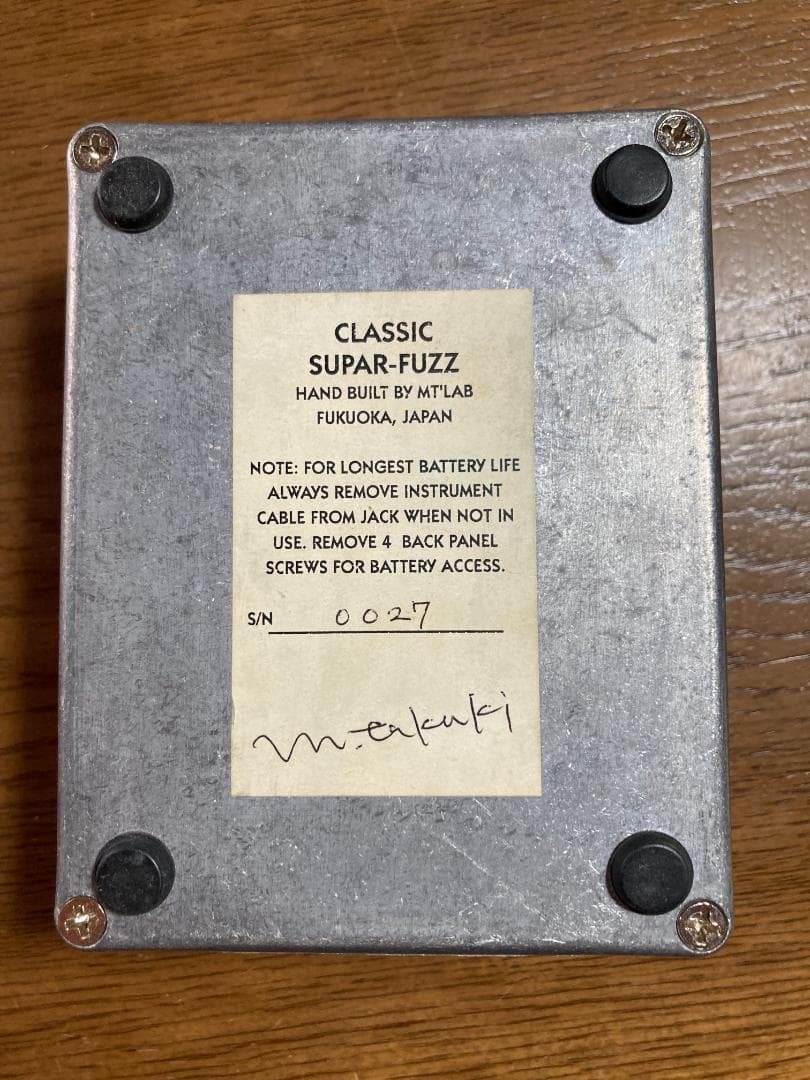 CLASSIC
SUPAR-FUZZ
HAND BUILT BY MT'LAB
FUKUOKA, JAPAN
NOTE: FOR LONGEST BATTERY LIFE
ALWAYS REMOVE INSTRUMENT
CABLE FROM JACK WHEN NOT IN
USE. REMOVE 4 BACK PANEL
SCREWS FOR BATTERY ACCESS.
S/N 0027
m.takuki